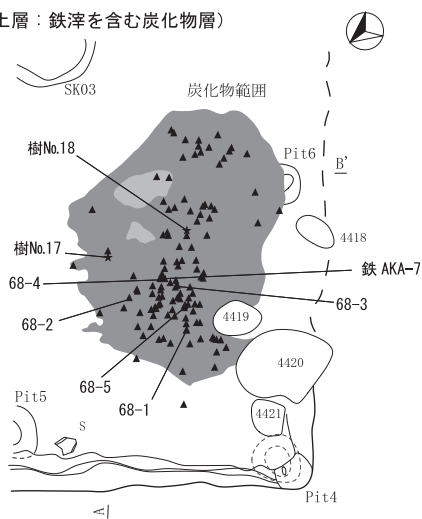 上層：鉄滓を含む炭化物層）
SK03
炭化物範囲
樹No.18
Pit6
B'
4418
樹No.17
鉄 AKA-7
68-4
68-3
68-2
4419
4420
68-5
68-1
Pit5
S
4421
Pit4
A